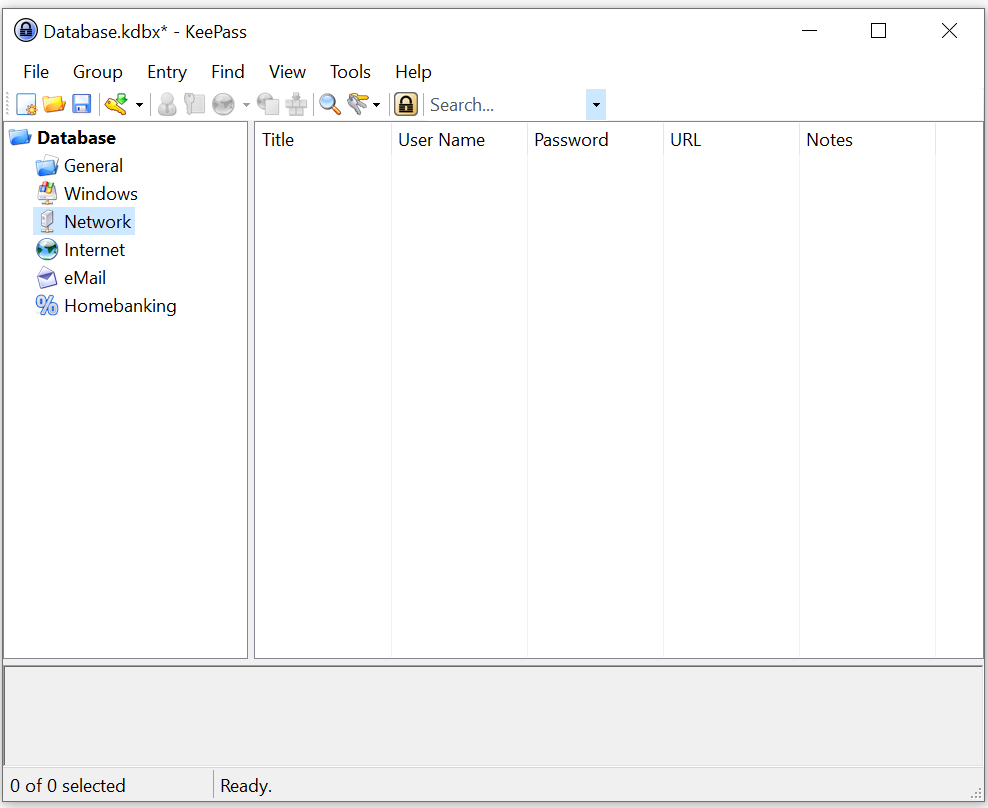 Database.kdbx* - KeePass
File Group Entry Find View Tools Help
Search...
Database
General
Windows
Network
Internet
eMail
Homebanking
Title User Name Password URL Notes
0 of 0 selected Ready.